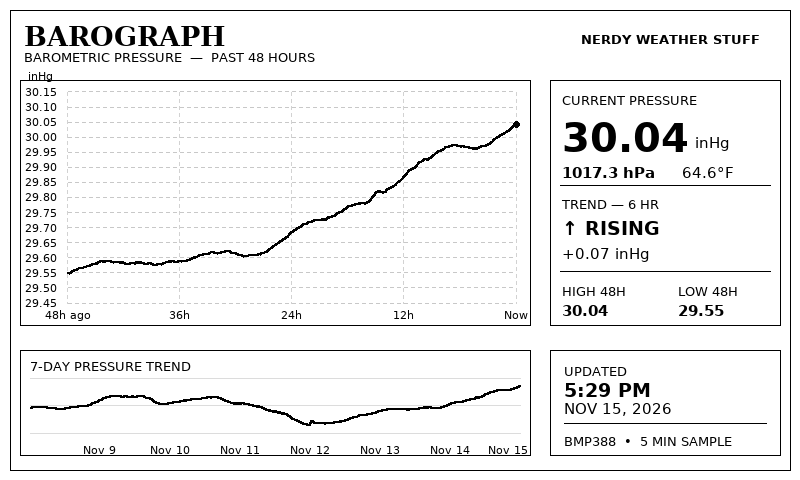 BAROGRAPH
BAROMETRIC PRESSURE — PAST 48 HOURS
NERDY WEATHER STUFF
inHg
30.15
30.10
30.05
30.00
29.95
29.90
29.85
29.80
29.75
29.70
29.65
29.60
29.55
29.50
29.45
48h ago 36h 24h 12h Now
CURRENT PRESSURE
30.04 inHg
1017.3 hPa 64.6°F
TREND — 6 HR
↑ RISING
+0.07 inHg
HIGH 48H LOW 48H
30.04 29.55
7-DAY PRESSURE TREND
Nov 9 Nov 10 Nov 11 Nov 12 Nov 13 Nov 14 Nov 15
UPDATED
5:29 PM
NOV 15, 2026
BMP388 • 5 MIN SAMPLE